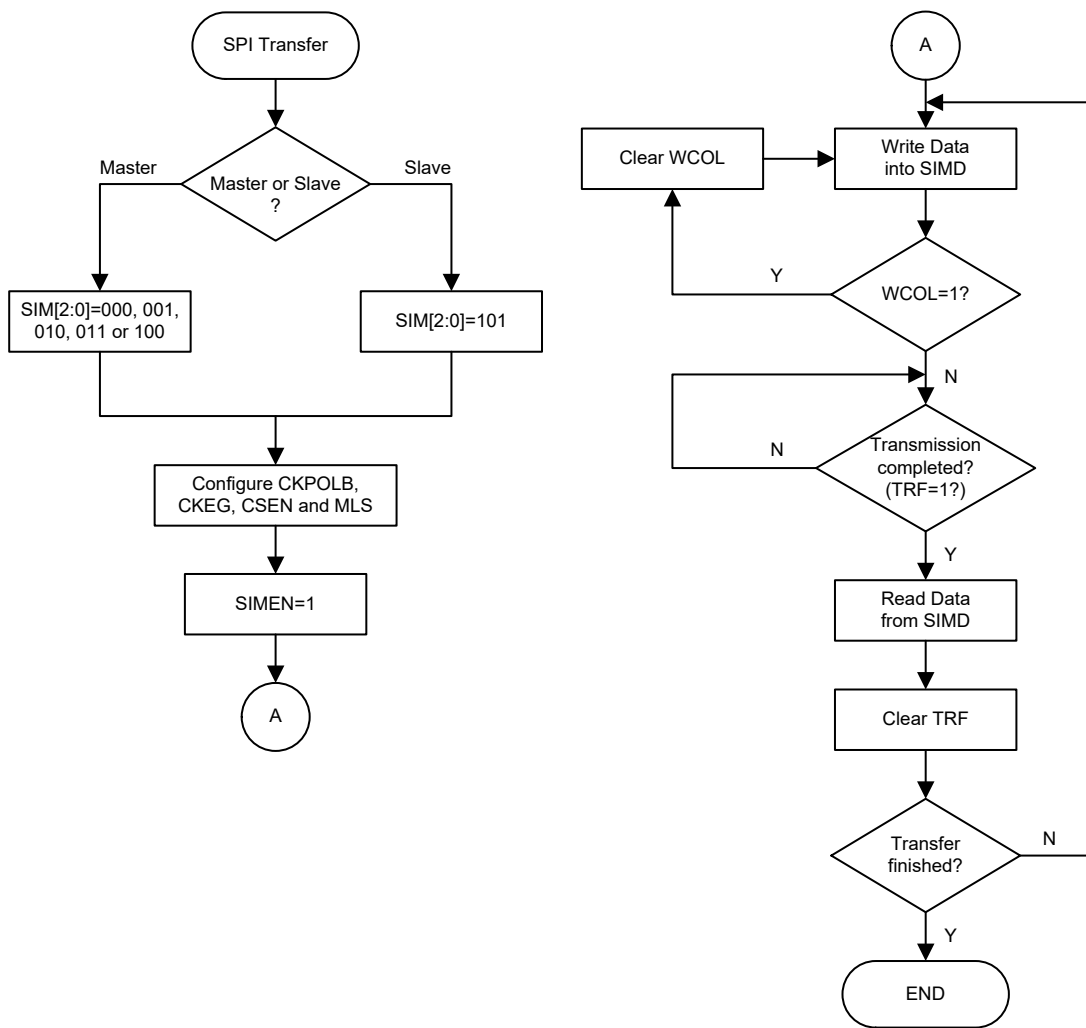 SPI Transfer
Master or Slave
?
Master
Slave
SIM[2:0]=000, 001,
010, 011 or 100
SIM[2:0]=101
Configure CKPOLB,
CKEG, CSEN and MLS
SIMEN=1
A
A
Write Data
into SIMD
Clear WCOL
WCOL=1?
Y
N
Transmission
completed?
(TRF=1?)
N
Y
Read Data
from SIMD
Clear TRF
Transfer
finished?
N
Y
END